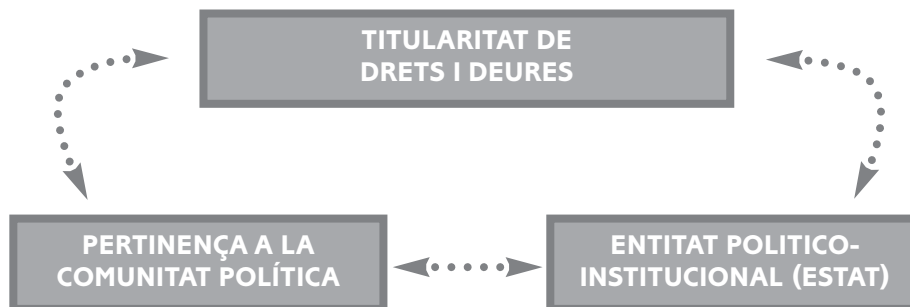 TITULARITAT DE
DRETS I DEURES
PERTINENÇA A LA
COMUNITAT POLÍTICA
ENTITAT POLITICO-
INSTITUCIONAL (ESTAT)